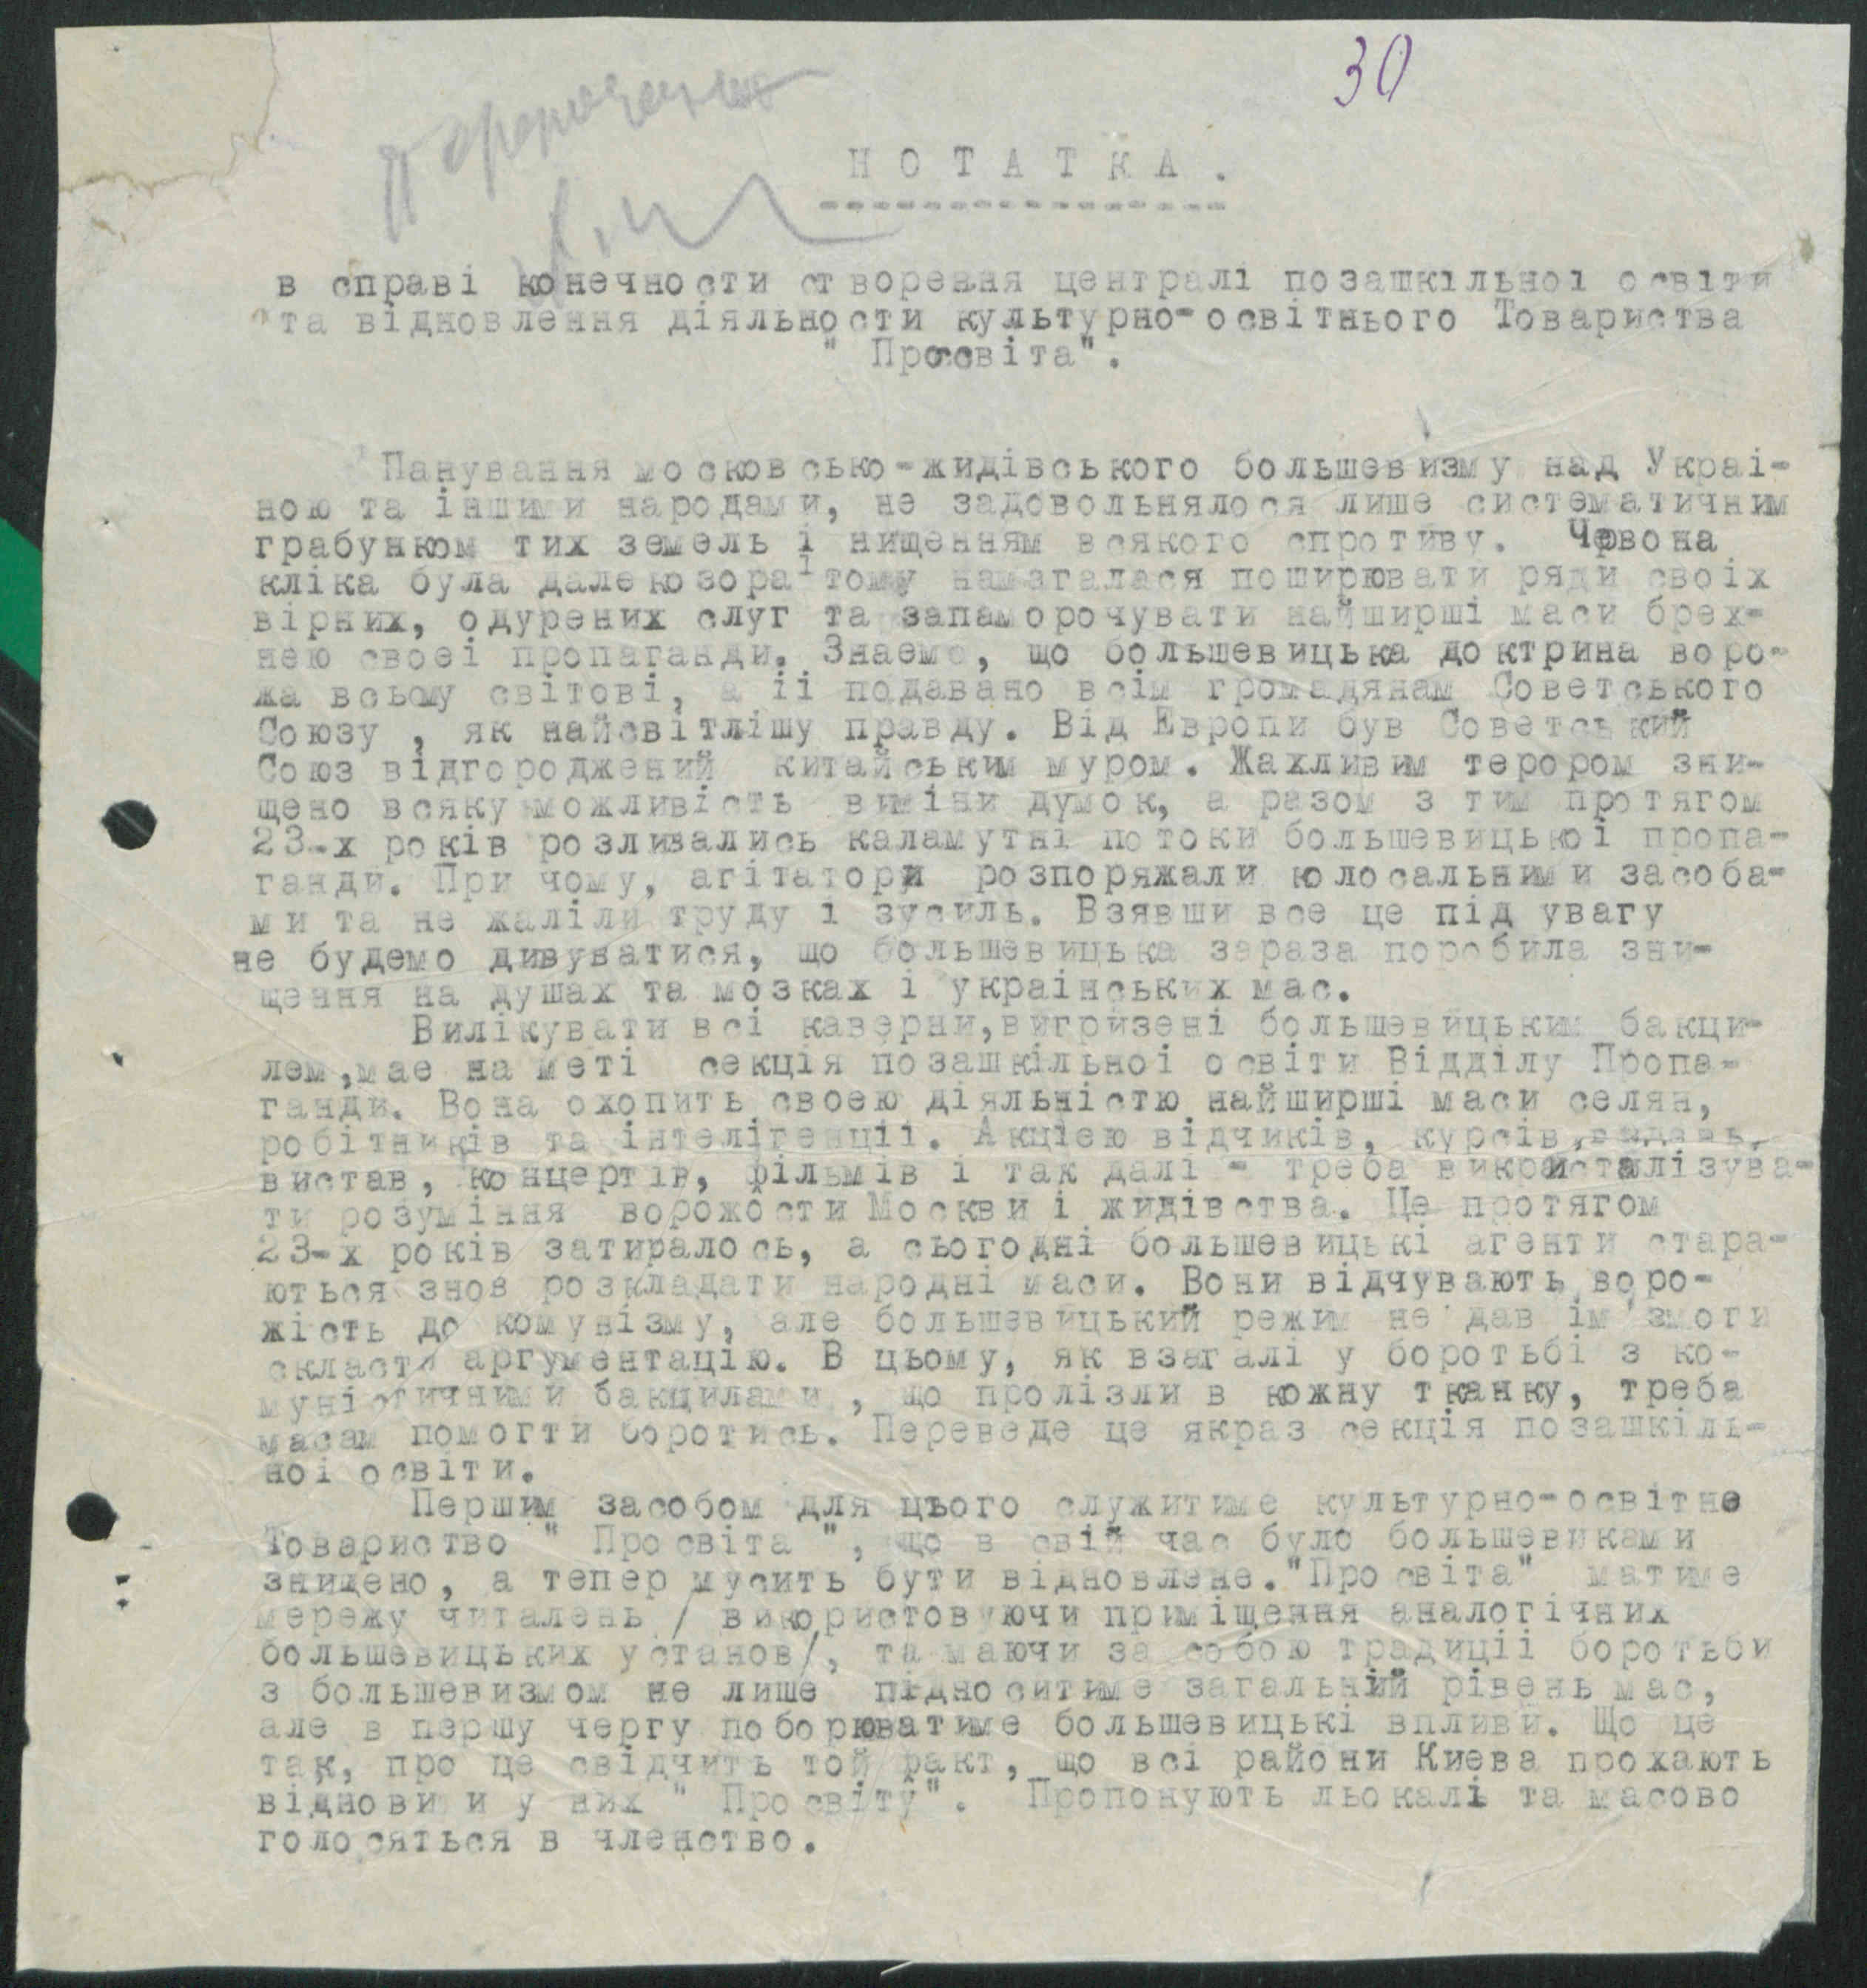 30
Н О Т А Т К А .
в справі конечности створення централі позашкільноі освіти
та відновлення діяльности культурно-освітнього Товариства
" Просвіта".
Панування московсько-жидівського большевизму над Украі-
ною та іншими народами, не задовольнялося лише систематичним
грабунком тих земель і нищенням всякого спротиву. Червона
кліка була далекозора і тому намагалася поширювати ряди своіх
вірних, одурених слуг та запаморочувати найширші маси брех-
нею своеі пропаганди. Знаемо, що большевицька доктрина воро-
жа всьому світові, а іі подавано всім громадянам Советського
Союзу , як найсвітлішу правду. Від Европи був Советський
Союз відгороджений китайським муром. Жахливим терором зни-
щено всяку можливість виміни думок, а разом з тим протягом
23-х років розливались каламутні потоки большевицькоі пропа-
ганди. При чому, агітатори розпоряжали колосальними засоба-
ми та не жаліли труду і зусиль. Взявши все це під увагу
не будемо дивуватися, що большевицька зараза поробила зни-
щення на душах та мозках і украінських мас.
Вилікувати всі каверни,вигризені большевицьким бакци-
лем,мае на меті секція позашкільноі освіти Відділу Пропа-
ганди. Вона охопить своею діяльністю найширші маси селян,
робітників та інтелігенціі. Акціею відчиків, курсів,видань,
вистав, концертів, фільмів і так далі - треба викристалізува-
ти розуміння ворожости Москви і жидівства. Це протягом
23-х років затиралось, а сьогодні большевицькі агенти стара-
ються знов розкладати народні маси. Вони відчувають воро-
жість до комунізму, але большевицький режим не дав ім змоги
скласти аргументацію. В цьому, як взагалі у боротьбі з ко-
муністичними бакцилами , що пролізли в кожну тканку, треба
масам помогти боротись. Переведе це якраз секція позашкіль-
ноі освіти.
Першим засобом для цього служитиме культурно-освітне
Товариство " Просвіта ", що в свій час було большевиками
знищено, а тепер мусить бути відновлене."Просвіта" матиме
мережу читалень / використовуючи приміщення аналогічних
большевицьких установ/, та маючи за собою традиціі боротьби
з большевизмом не лише підноситиме загальній рівень мас,
але в першу чергу поборюватиме большевицькі впливи. Що це
так, про це свідчить той факт, що всі райони Киева прохають
відновити у них " Просвіту". Пропонують льокалі та масово
голосяться в членство.